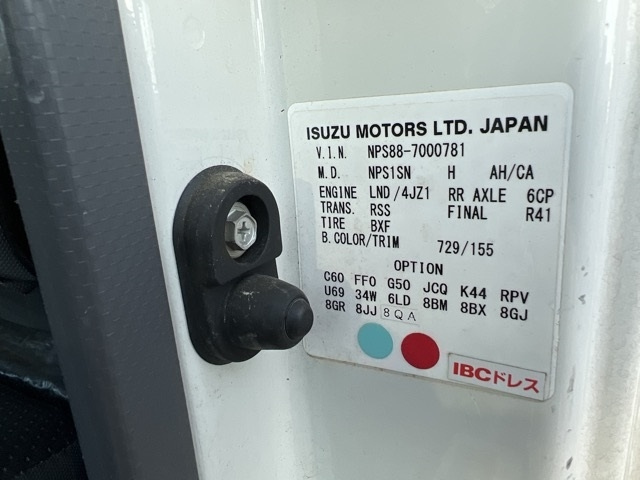 ISUZU MOTORS LTD. JAPAN
V.I.N. NPS88-7000781
M.D. NPS1SN H AH/CA
ENGINE LND/4JZ1 RR AXLE 6CP
TRANS. RSS FINAL R41
TIRE BXF
B.COLOR/TRIM 729/155
OPTION
C60 FF0 G50 JCQ K44 RPV
U69 34W 6LD 8BM 8BX 8GJ
8GR 8JJ 8QA
IBCドレス